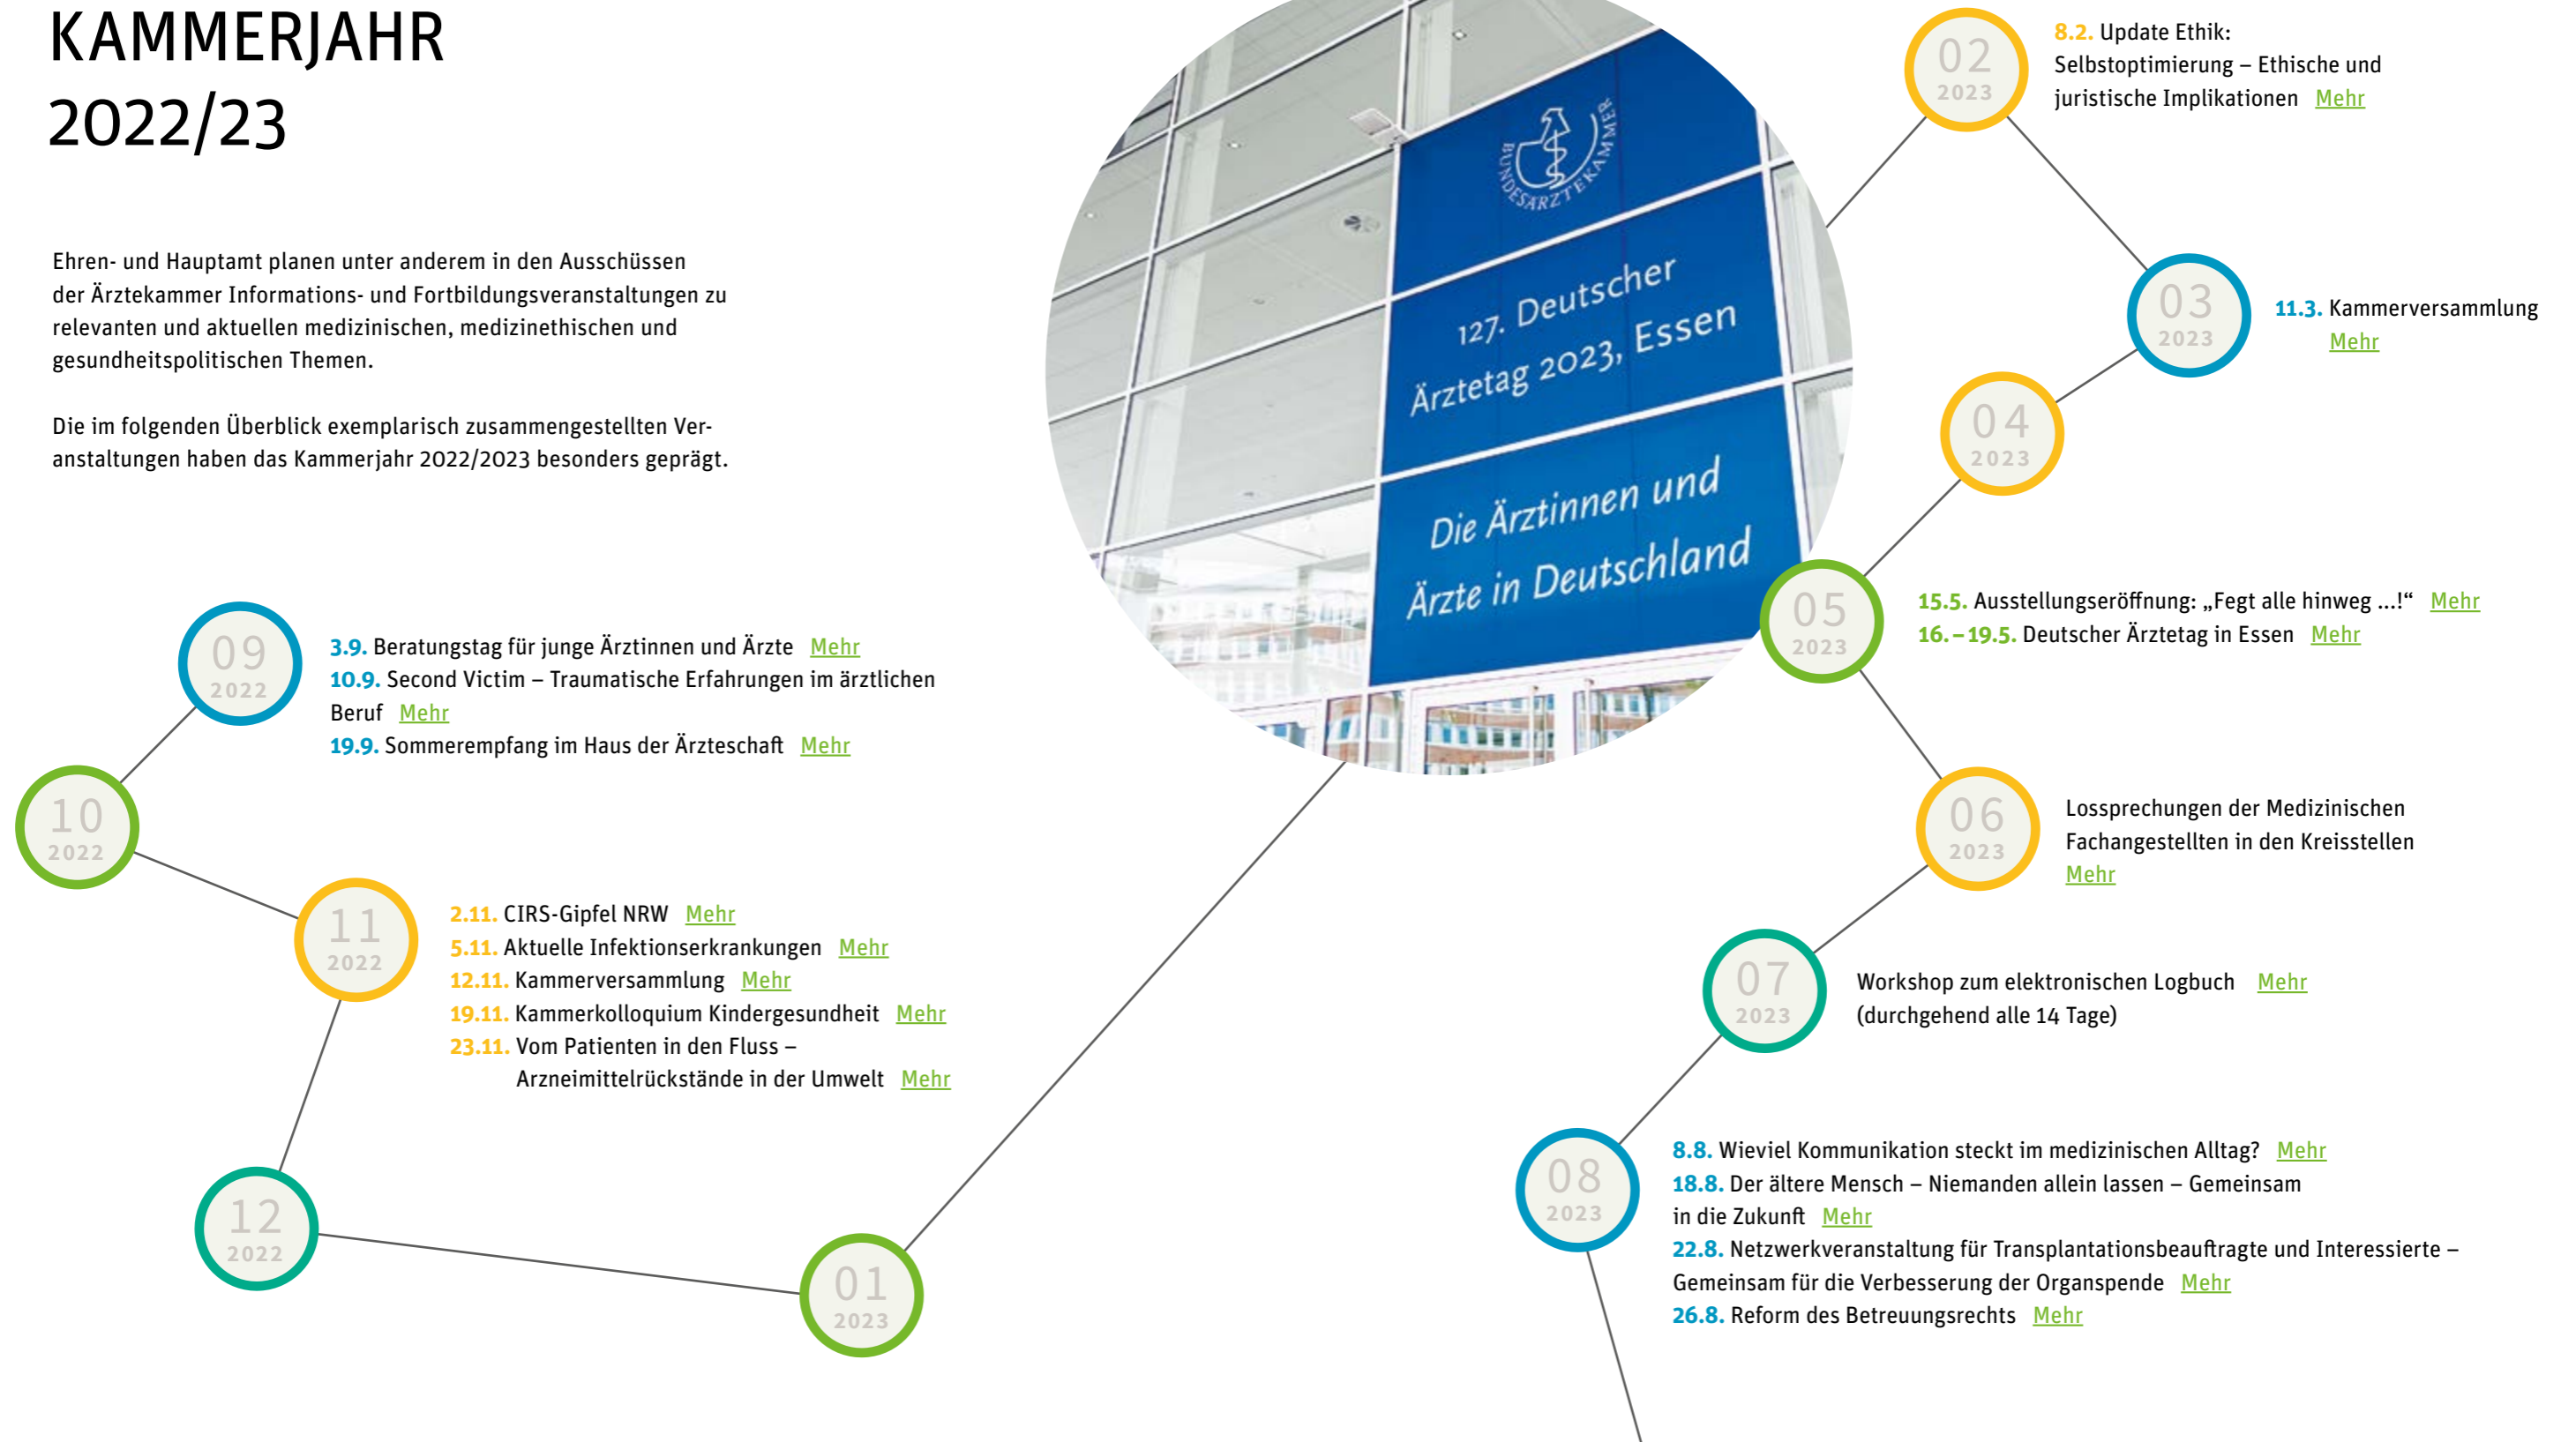 KAMMERJAHR
2022/23
Ehren- und Hauptamt planen unter anderem in den Ausschüssen
der Ärztekammer Informations- und Fortbildungsveranstaltungen zu
relevanten und aktuellen medizinischen, medizinethischen und
gesundheitspolitischen Themen.
Die im folgenden Überblick exemplarisch zusammengestellten Ver-
anstaltungen haben das Kammerjahr 2022/2023 besonders geprägt.
09
2022
3.9. Beratungstag für junge Ärztinnen und Ärzte Mehr
10.9. Second Victim – Traumatische Erfahrungen im ärztlichen
Beruf Mehr
19.9. Sommerempfang im Haus der Ärzteschaft Mehr
10
2022
11
2022
2.11. CIRS-Gipfel NRW Mehr
5.11. Aktuelle Infektionserkrankungen Mehr
12.11. Kammerversammlung Mehr
19.11. Kammerkolloquium Kindergesundheit Mehr
23.11. Vom Patienten in den Fluss –
Arzneimittelrückstände in der Umwelt Mehr
12
2022
01
2023
BUNDESÄRZTEKAMMER
127. Deutscher
Ärztetag 2023, Essen
Die Ärztinnen und
Ärzte in Deutschland
02
2023
8.2. Update Ethik:
Selbstoptimierung – Ethische und
juristische Implikationen Mehr
03
2023
11.3. Kammerversammlung
Mehr
04
2023
05
2023
15.5. Ausstellungseröffnung: „Fegt alle hinweg ...!“ Mehr
16.–19.5. Deutscher Ärztetag in Essen Mehr
06
2023
Lossprechungen der Medizinischen
Fachangestellten in den Kreisstellen
Mehr
07
2023
Workshop zum elektronischen Logbuch Mehr
(durchgehend alle 14 Tage)
08
2023
8.8. Wieviel Kommunikation steckt im medizinischen Alltag? Mehr
18.8. Der ältere Mensch – Niemanden allein lassen – Gemeinsam
in die Zukunft Mehr
22.8. Netzwerkveranstaltung für Transplantationsbeauftragte und Interessierte –
Gemeinsam für die Verbesserung der Organspende Mehr
26.8. Reform des Betreuungsrechts Mehr